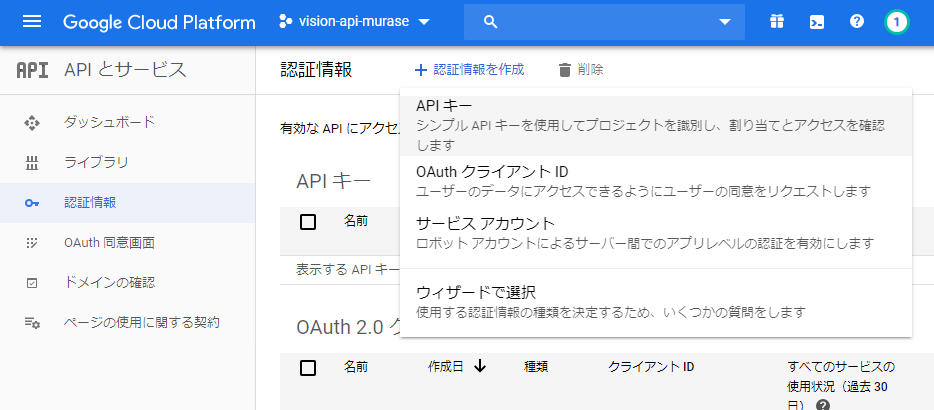 Google Cloud Platform
vision-api-murase
1
API API とサービス
ダッシュボード
ライブラリ
認証情報
OAuth 同意画面
ドメインの確認
ページの使用に関する契約
認証情報
+ 認証情報を作成
削除
有効な API にアクセ
API キー
シンプル API キーを使用してプロジェクトを識別し、割り当てとアクセスを確認
します
OAuth クライアント ID
ユーザーのデータにアクセスできるようにユーザーの同意をリクエストします
サービス アカウント
ロボット アカウントによるサーバー間でのアプリレベルの認証を有効にします
ウィザードで選択
使用する認証情報の種類を決定するため、いくつかの質問をします
API キー
名前
表示する API キー
OAuth 2.0 ク
名前
作成日
種類
クライアント ID
すべてのサービスの
使用状況（過去 30
日）